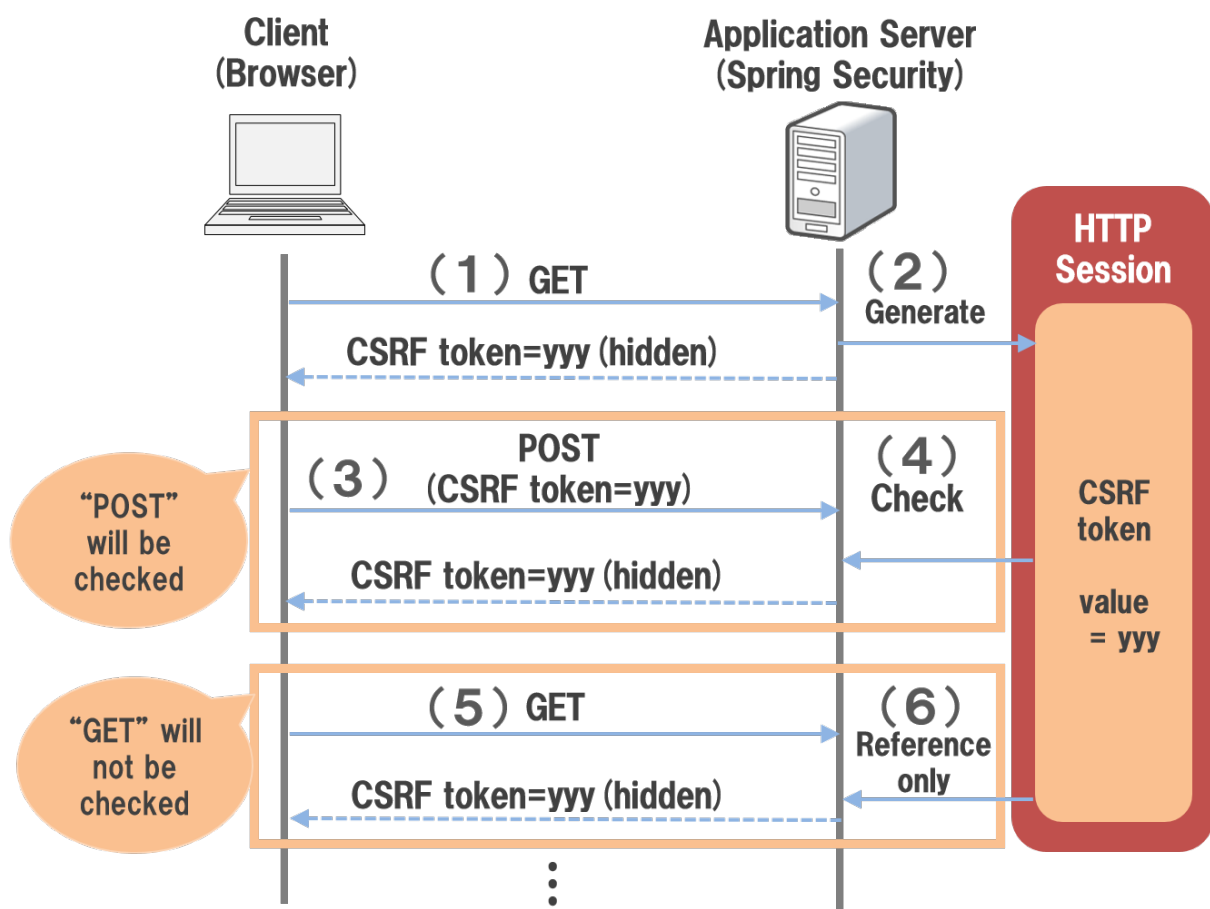 Client
(Browser)
Application Server
(Spring Security)
HTTP
Session
(1) GET
(2)
Generate
CSRF token=yyy (hidden)
“POST”
will be
checked
(3)
POST
(CSRF token=yyy)
(4)
Check
CSRF token=yyy (hidden)
CSRF
token
value
= yyy
“GET” will
not be
checked
(5) GET
(6)
Reference
only
CSRF token=yyy (hidden)